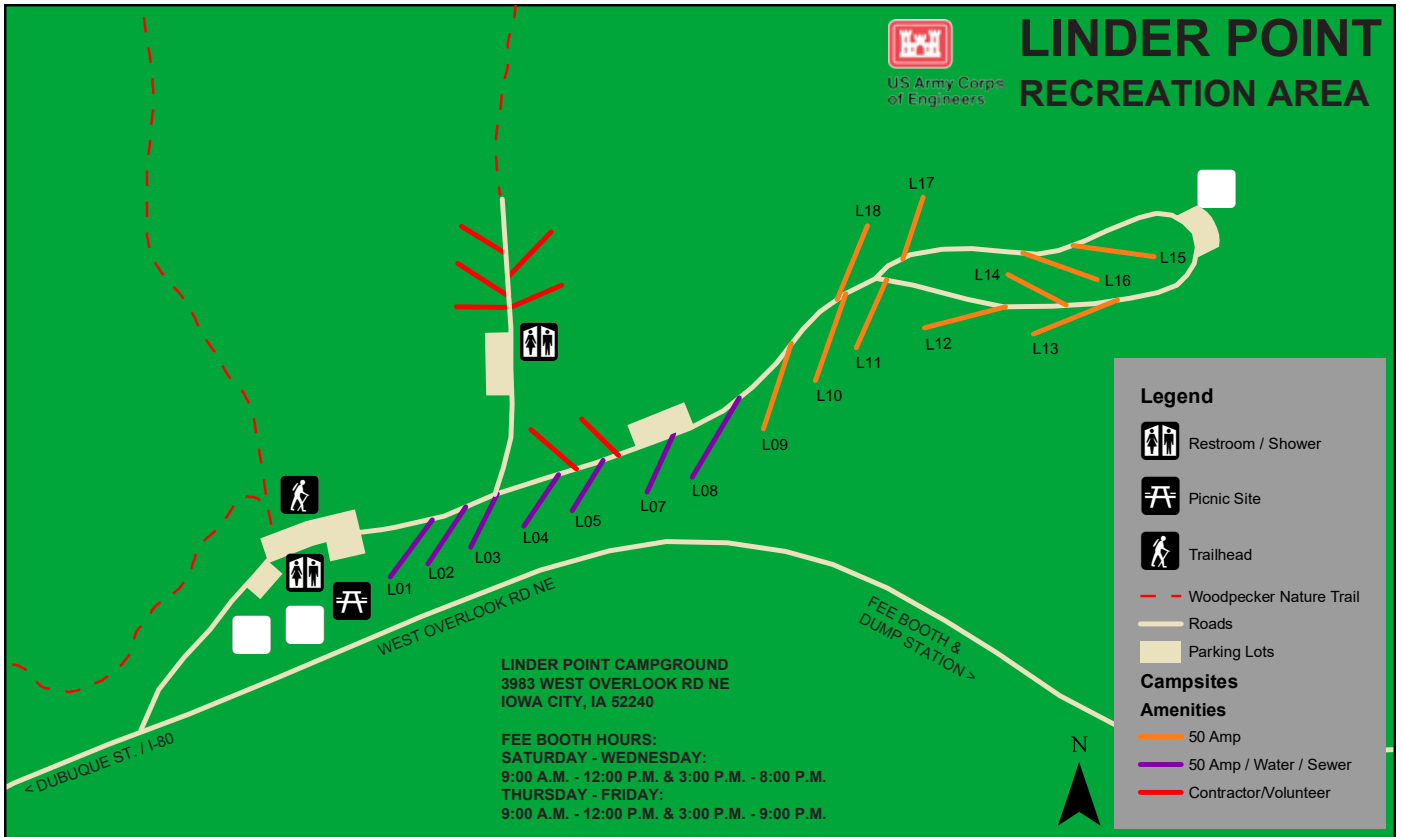 LINDER POINT
RECREATION AREA
US Army Corps
of Engineers
L17
L18
L15
L14
L16
L12
L13
L11
L10
L09
L08
L07
L05
L04
L03
L02
L01
WEST OVERLOOK RD NE
FEE BOOTH &
DUMP STATION >
< DUBUQUE ST. / I-80
LINDER POINT CAMPGROUND
3983 WEST OVERLOOK RD NE
IOWA CITY, IA 52240
FEE BOOTH HOURS:
SATURDAY - WEDNESDAY:
9:00 A.M. - 12:00 P.M. & 3:00 P.M. - 8:00 P.M.
THURSDAY - FRIDAY:
9:00 A.M. - 12:00 P.M. & 3:00 P.M. - 9:00 P.M.
N
Legend
Restroom / Shower
Picnic Site
Trailhead
Woodpecker Nature Trail
Roads
Parking Lots
Campsites
Amenities
50 Amp
50 Amp / Water / Sewer
Contractor/Volunteer